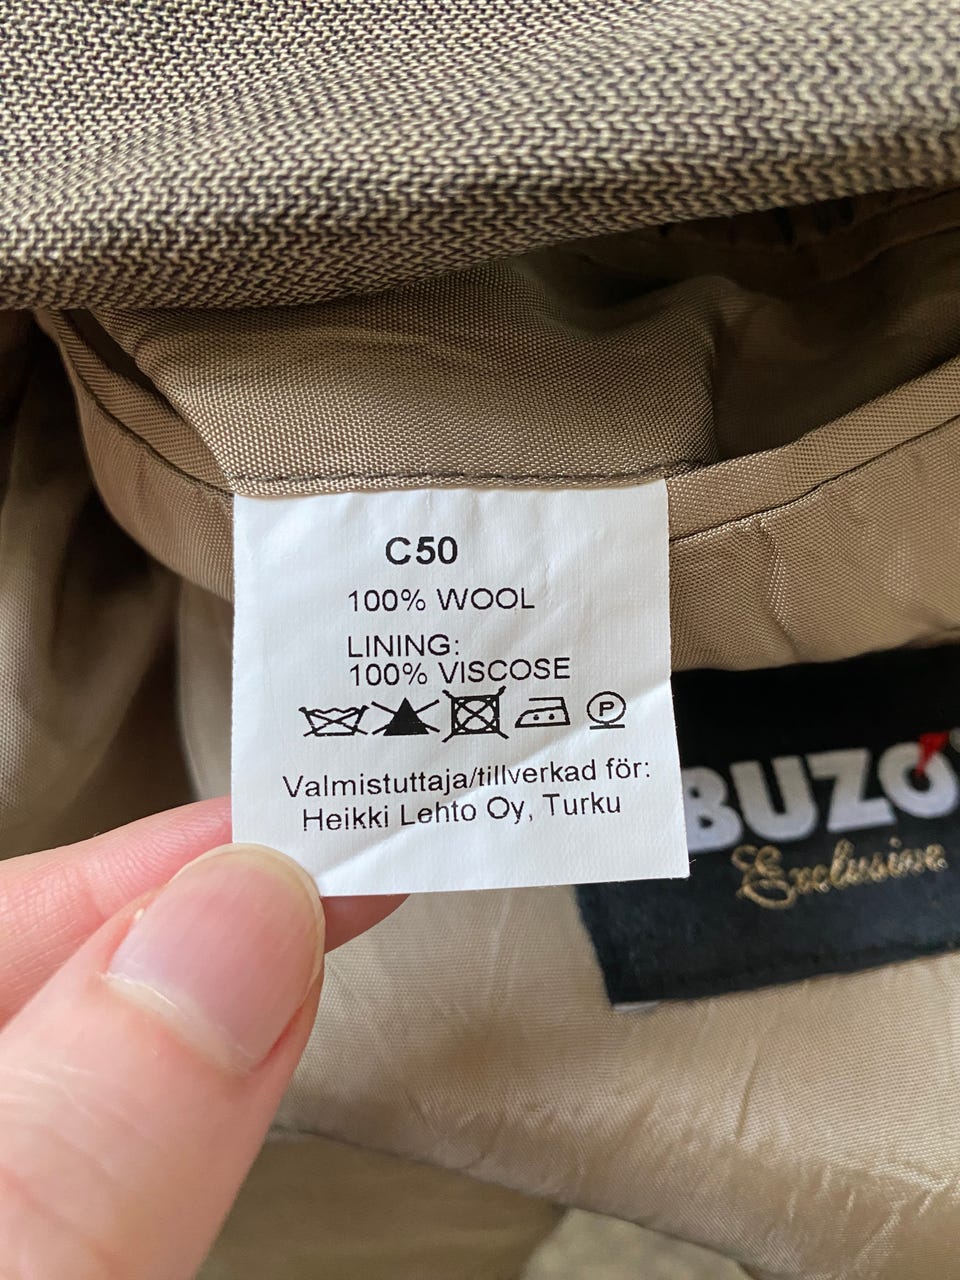 C50
100% WOOL
LINING:
100% VISCOSE
P
Valmistuttaja/tillverkad för:
Heikki Lehto Oy, Turku
BUZO
Exclusive